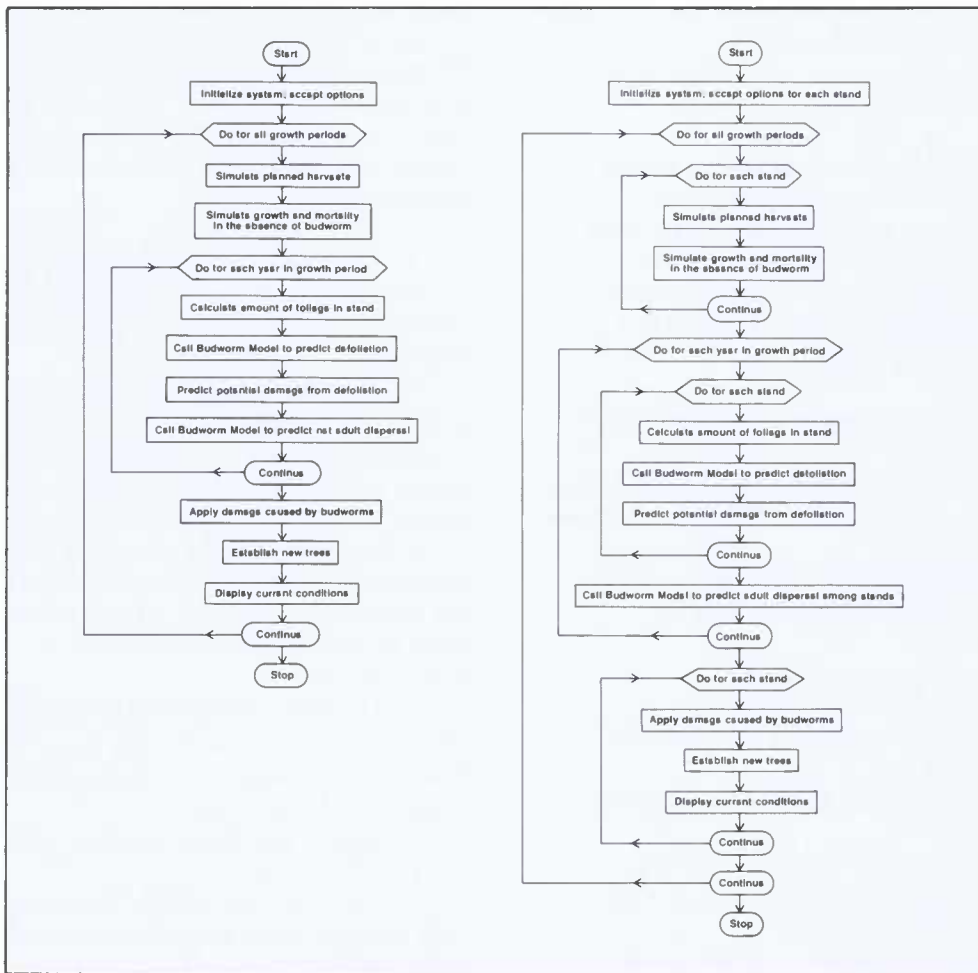 Start
Initialize system, accept options
Do for all growth periods
Simulate planned harvests
Simulate growth and mortality
in the absence of budworm
Do for each year in growth period
Calculate amount of foliage in stand
Call Budworm Model to predict defoliation
Predict potential damage from defoliation
Call Budworm Model to predict net adult dispersal
Continue
Apply damage caused by budworms
Establish new trees
Display current conditions
Continue
Stop
Start
Initialize system, accept options for each stand
Do for all growth periods
Do for each stand
Simulate planned harvests
Simulate growth and mortality
in the absence of budworm
Continue
Do for each year in growth period
Do for each stand
Calculate amount of foliage in stand
Call Budworm Model to predict defoliation
Predict potential damage from defoliation
Continue
Call Budworm Model to predict adult dispersal among stands
Continue
Do for each stand
Apply damage caused by budworms
Establish new trees
Display current conditions
Continue
Continue
Stop